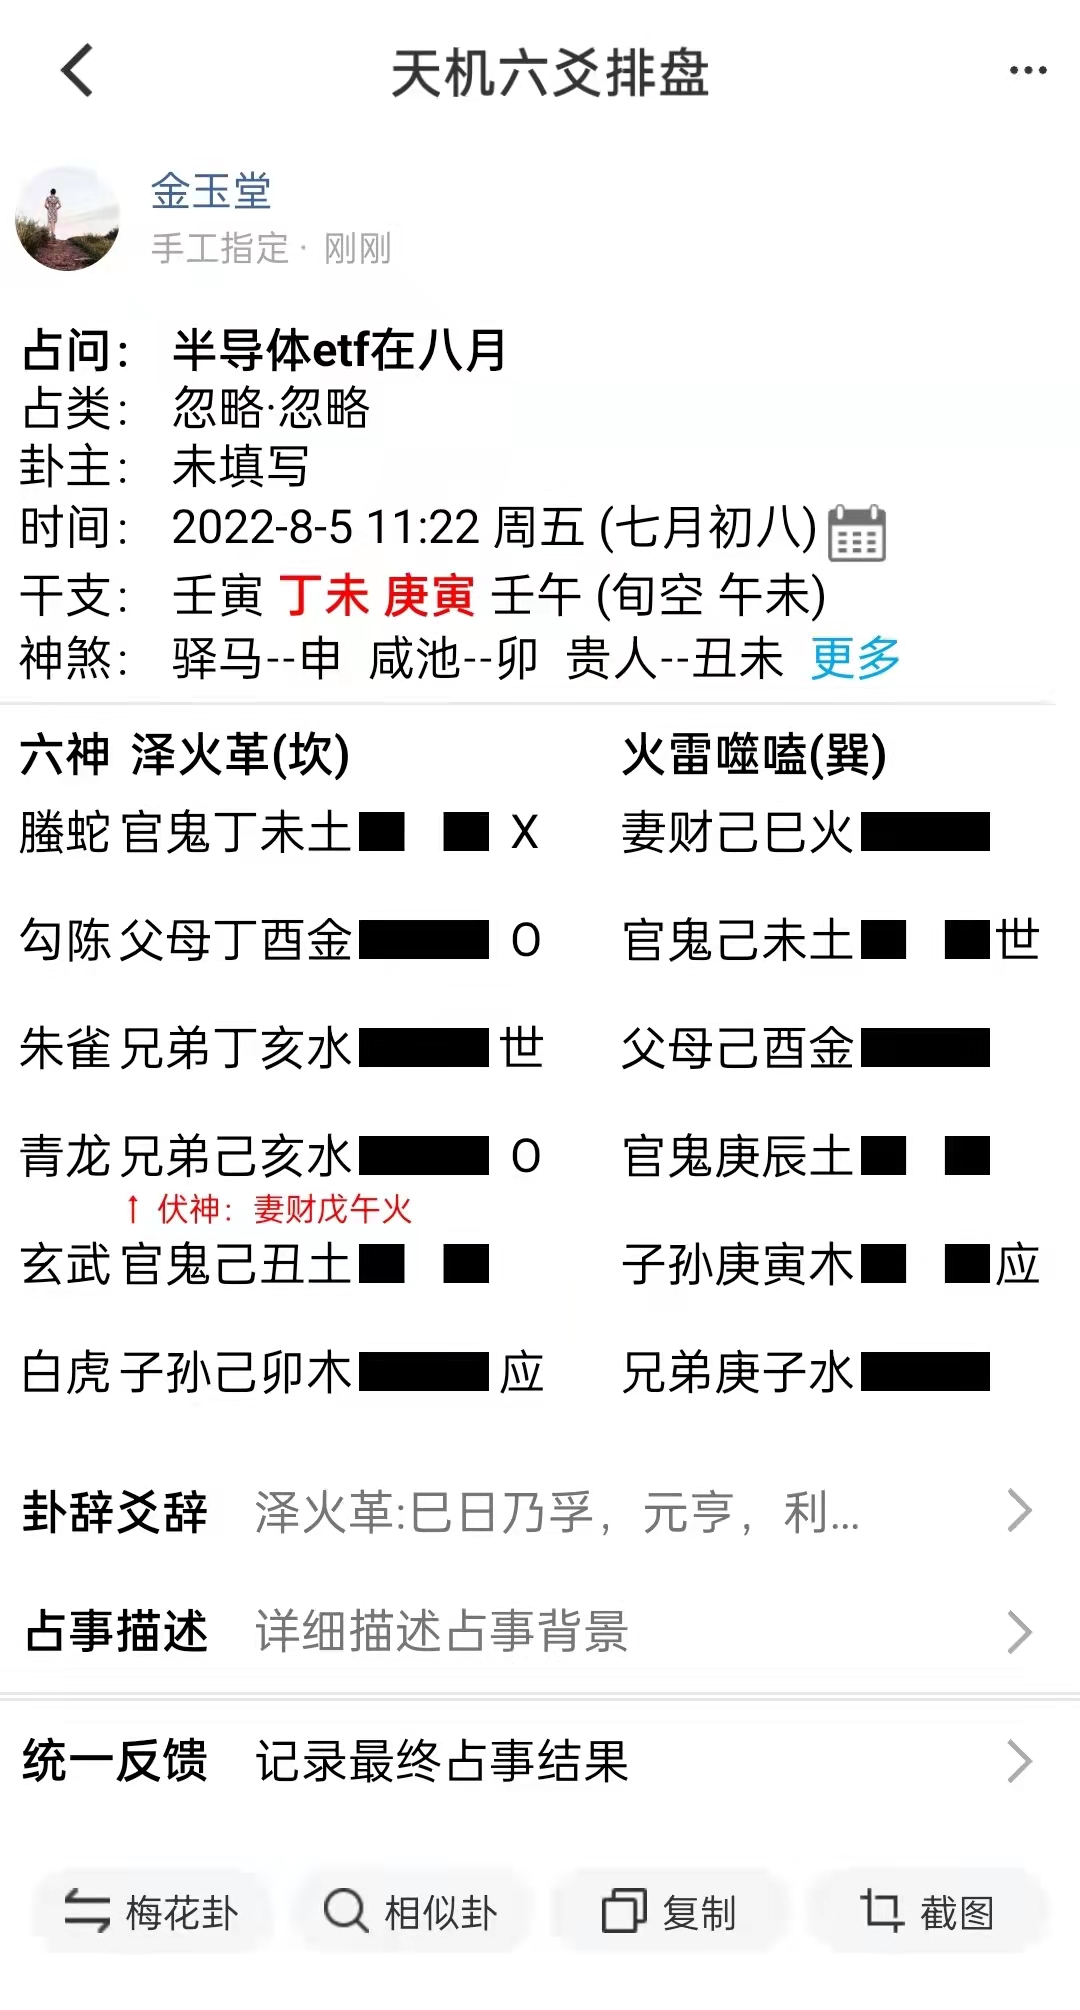 天机六爻排盘
金玉堂
手工指定 · 刚刚
占问： 半导体etf在八月
占类： 忽略·忽略
卦主： 未填写
时间： 2022-8-5 11:22 周五 (七月初八)
干支： 壬寅 丁未 庚寅 壬午 (旬空 午未)
神煞： 驿马--申 咸池--卯 贵人--丑未 更多
六神 泽火革(坎) 火雷噬嗑(巽)
螣蛇 官鬼丁未土 X 妻财己巳火
勾陈 父母丁酉金 O 官鬼己未土 世
朱雀 兄弟丁亥水 世 父母己酉金
青龙 兄弟己亥水 O 官鬼庚辰土
↑ 伏神：妻财戊午火
玄武 官鬼己丑土 子孙庚寅木 应
白虎 子孙己卯木 应 兄弟庚子水
卦辞爻辞 泽火革:巳日乃孚，元亨，利...
占事描述 详细描述占事背景
统一反馈 记录最终占事结果
梅花卦 相似卦 复制 截图